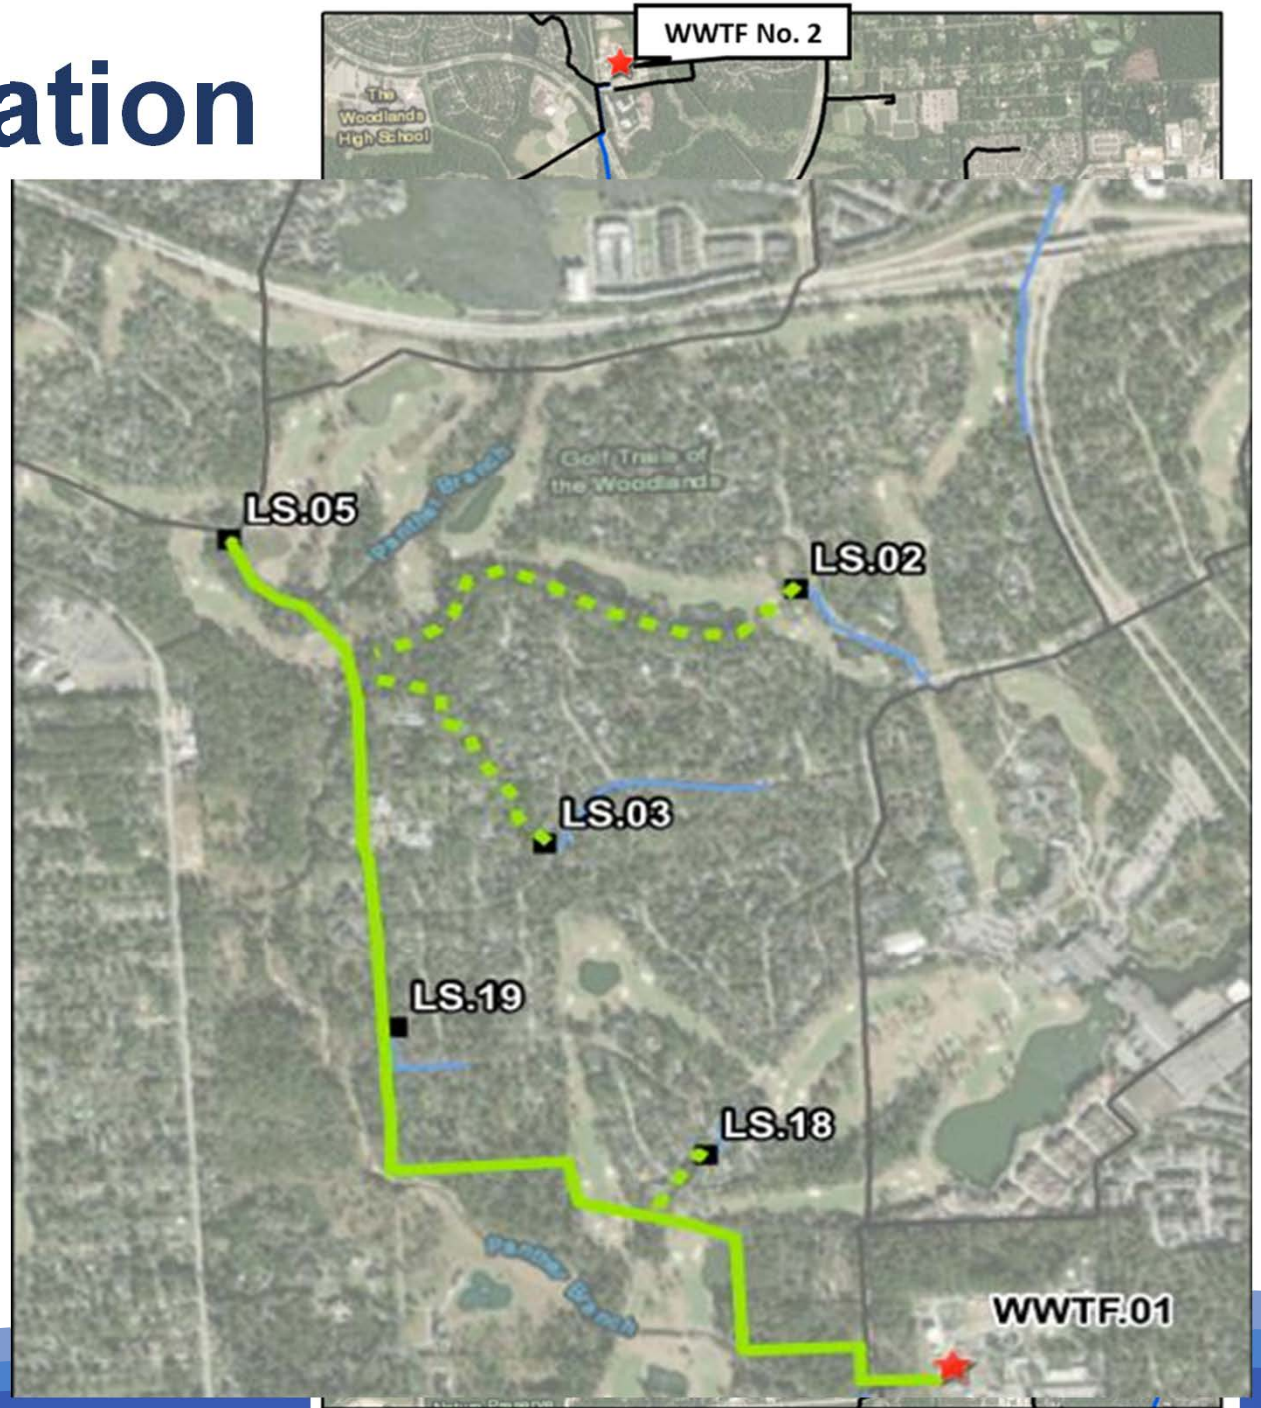 ation
WWTF No. 2
The
Woodlands
High School
Golf Trails of
the Woodlands
Panther Branch
LS.05
LS.02
LS.03
LS.19
LS.18
Panther Branch
WWTF.01